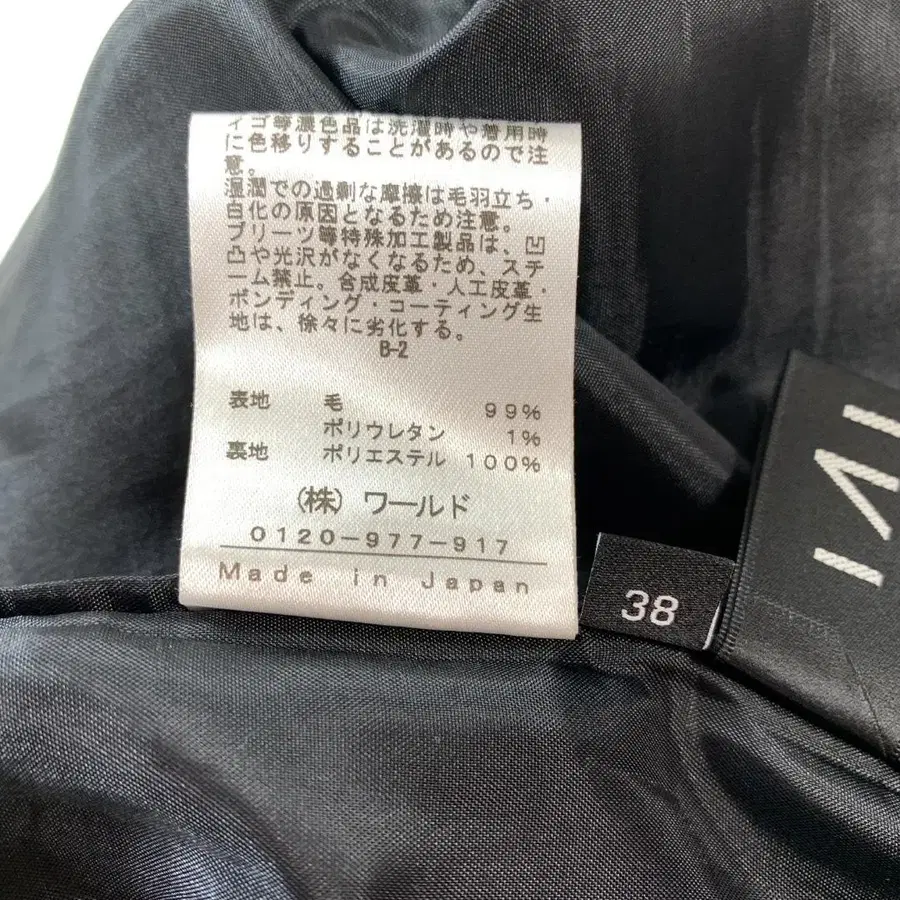 ィゴ等濃色品は洗濯時や着用時
に色移りすることがあるので注
意。
湿潤での過剰な摩擦は毛羽立ち・
白化の原因となるため注意。
プリーツ等特殊加工製品は、凹
凸や光沢がなくなるため、スチ
ーム禁止。合成皮革・人工皮革・
ボンディング・コーティング生
地は、徐々に劣化する。
B-2
表地 毛 99%
ポリウレタン 1%
裏地 ポリエステル 100%
(株) ワールド
0120-977-917
Made in Japan
38